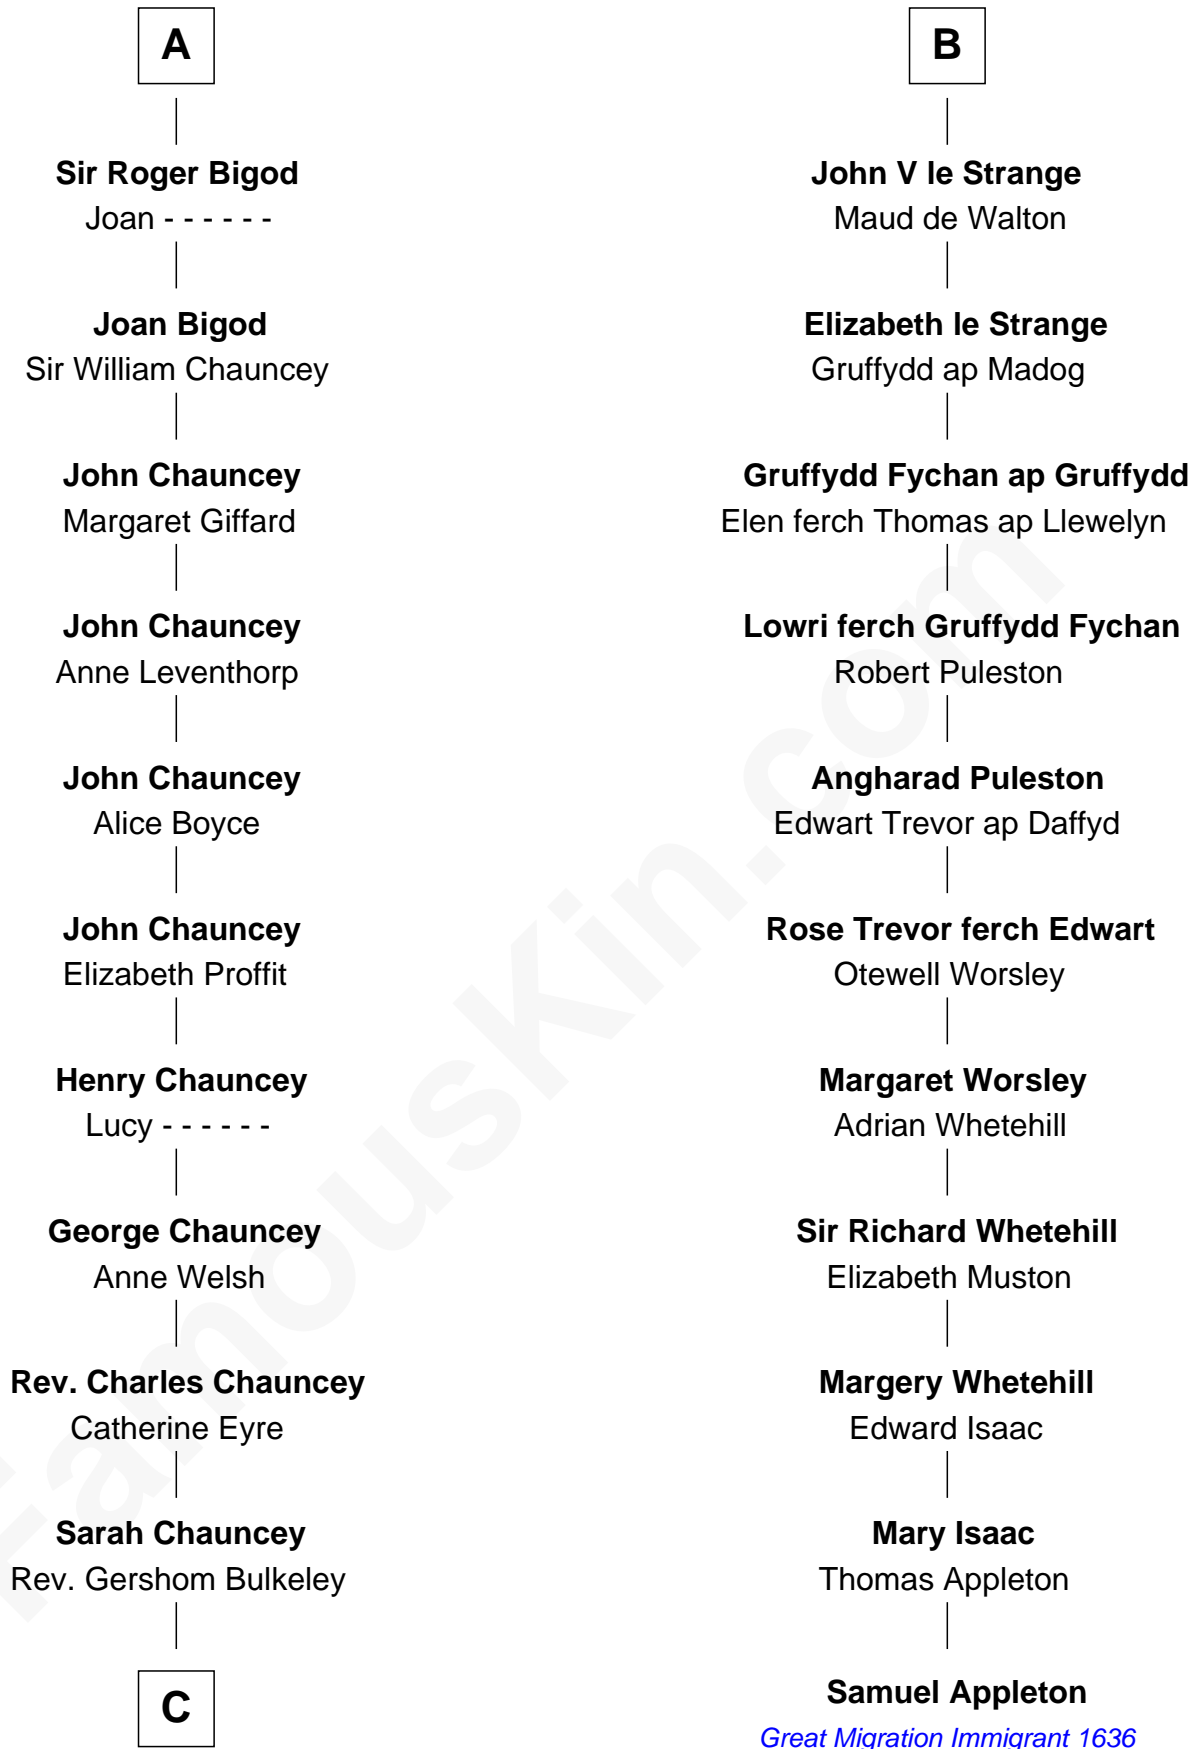 A
Sir Roger Bigod
Joan - - - - - -
Joan Bigod
Sir William Chauncey
John Chauncey
Margaret Giffard
John Chauncey
Anne Leventhorp
John Chauncey
Alice Boyce
John Chauncey
Elizabeth Proffit
Henry Chauncey
Lucy - - - - - -
George Chauncey
Anne Welsh
Rev. Charles Chauncey
Catherine Eyre
Sarah Chauncey
Rev. Gershom Bulkeley
C
B
John V le Strange
Maud de Walton
Elizabeth le Strange
Gruffydd ap Madog
Gruffydd Fychan ap Gruffydd
Elen ferch Thomas ap Llewelyn
Lowri ferch Gruffydd Fychan
Robert Puleston
Angharad Puleston
Edwart Trevor ap Daffyd
Rose Trevor ferch Edwart
Otewell Worsley
Margaret Worsley
Adrian Whetehill
Sir Richard Whetehill
Elizabeth Muston
Margery Whetehill
Edward Isaac
Mary Isaac
Thomas Appleton
Samuel Appleton
Great Migration Immigrant 1636
FamousKin.com